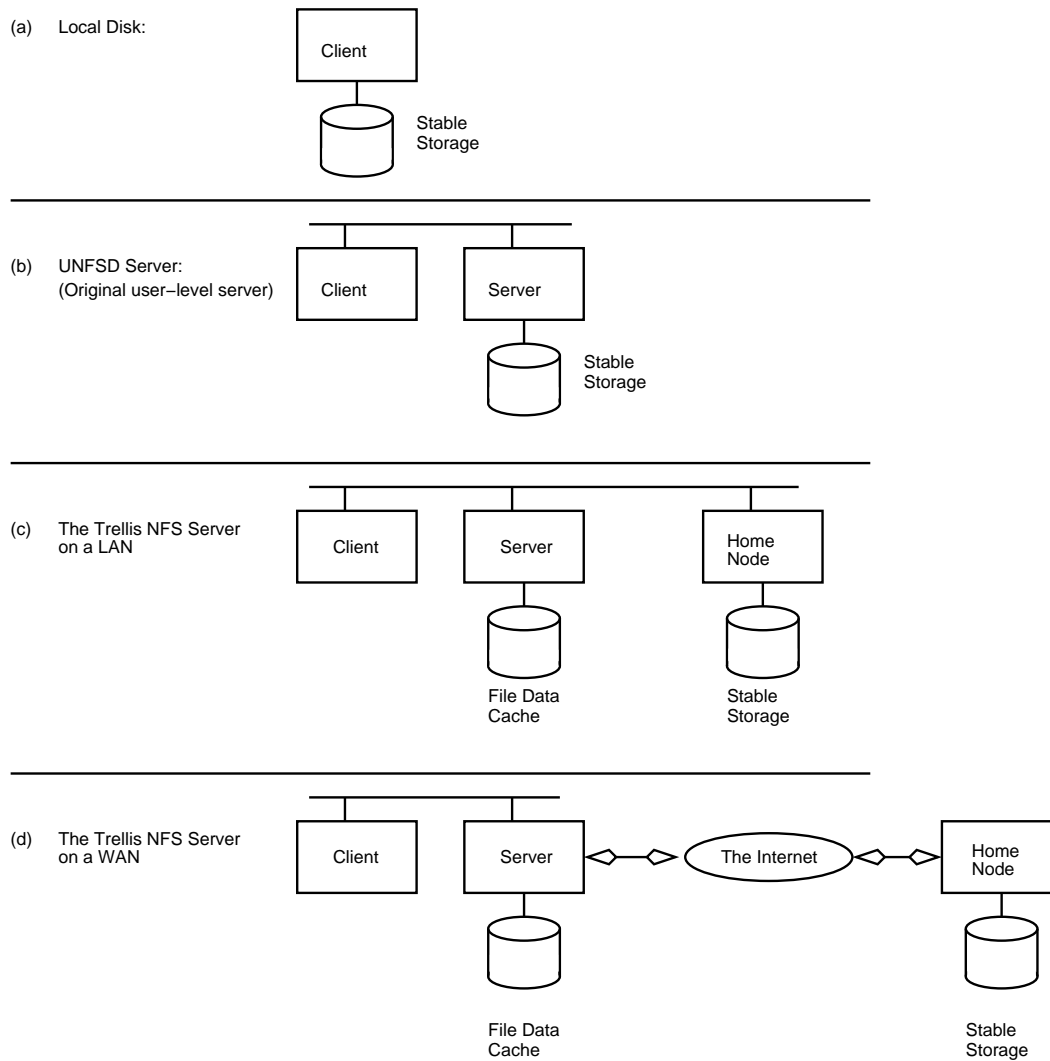 (a) Local Disk:
Client
Stable
Storage
(b) UNFSD Server:
(Original user−level server)
Client
Server
Stable
Storage
(c) The Trellis NFS Server
on a LAN
Client
Server
Home
Node
File Data
Cache
Stable
Storage
(d) The Trellis NFS Server
on a WAN
Client
Server
The Internet
Home
Node
File Data
Cache
Stable
Storage